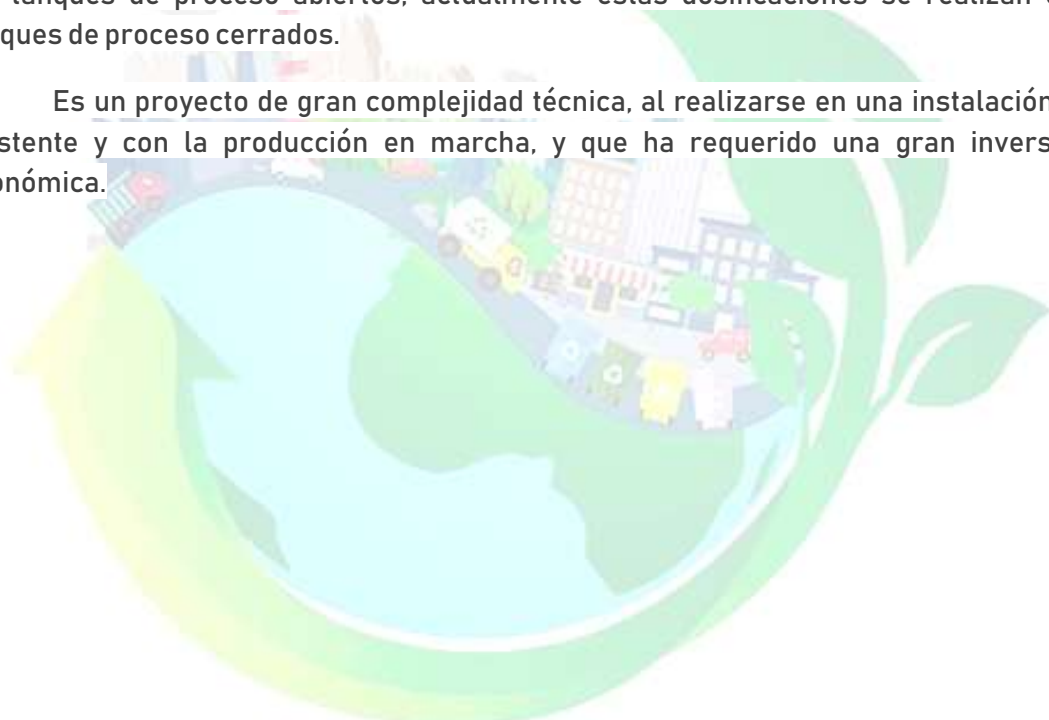 tanques de proceso abiertos, actualmente estas dosificaciones se realizan
ques de proceso cerrados.
Es un proyecto de gran complejidad técnica, al realizarse en una instalación
stente y con la producción en marcha, y que ha requerido una gran invers
onómica.